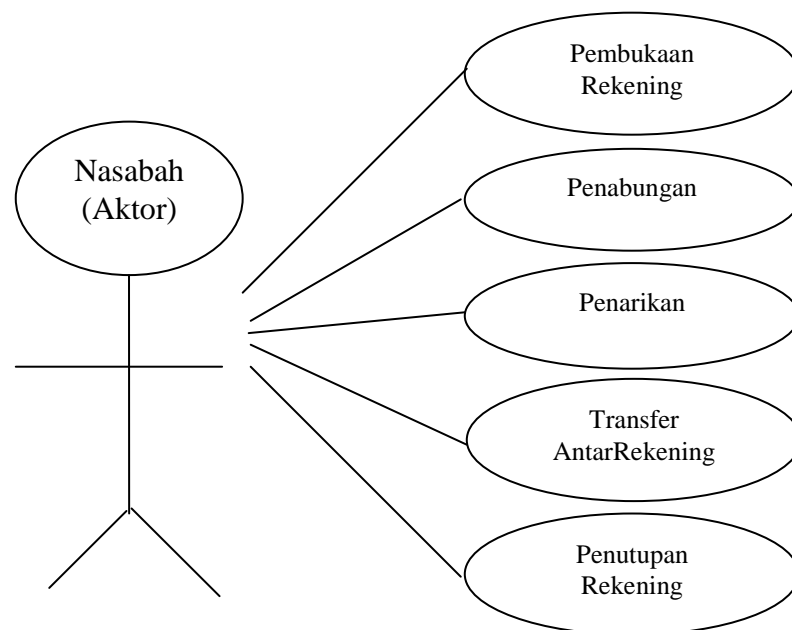 Nasabah
(Aktor)
Pembukaan
Rekening
Penabungan
Penarikan
Transfer
AntarRekening
Penutupan
Rekening